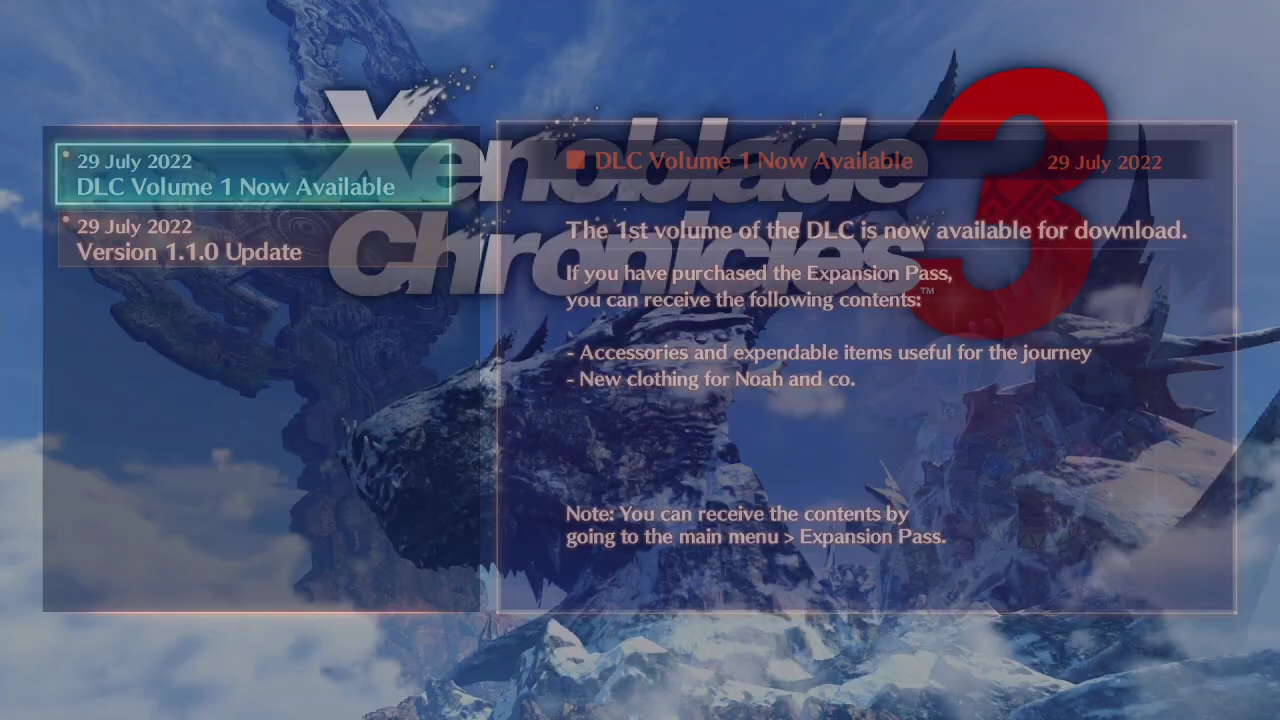 Xenoblade
Chronicles 3
™
29 July 2022
DLC Volume 1 Now Available
29 July 2022
Version 1.1.0 Update
DLC Volume 1 Now Available 29 July 2022
The 1st volume of the DLC is now available for download.
If you have purchased the Expansion Pass,
you can receive the following contents:
- Accessories and expendable items useful for the journey
- New clothing for Noah and co.
Note: You can receive the contents by
going to the main menu > Expansion Pass.